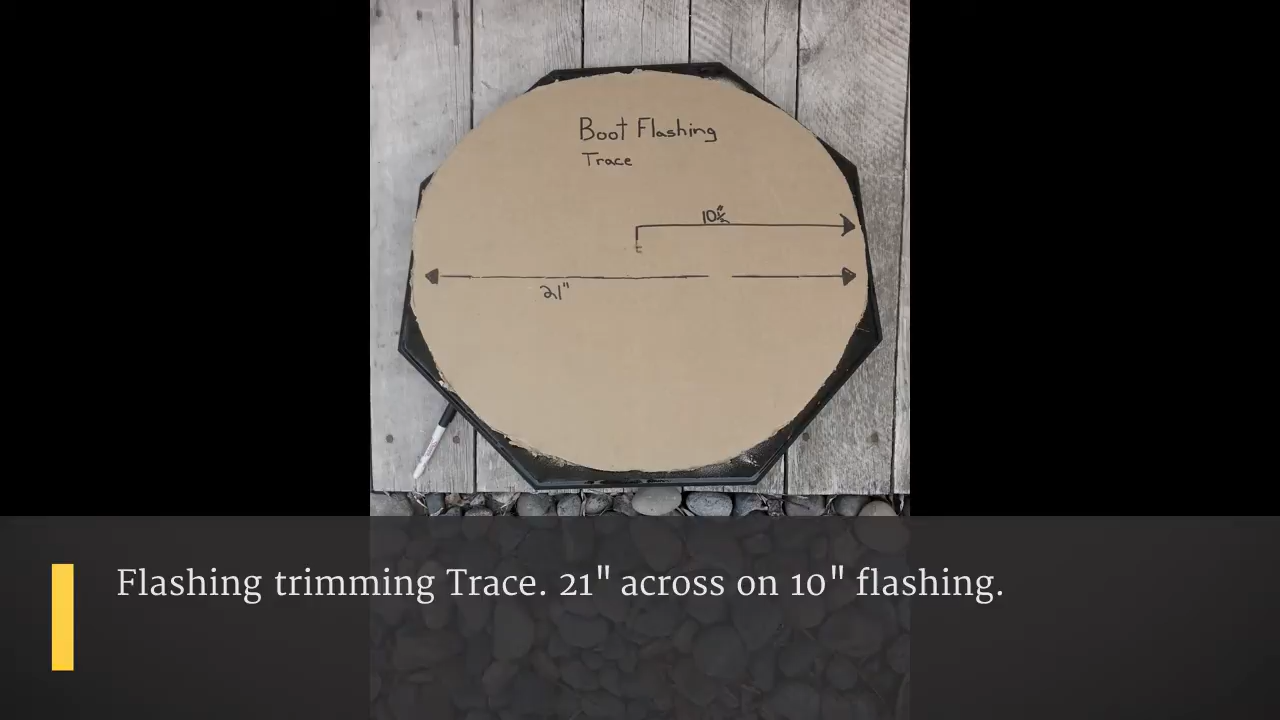 Boot Flashing
Trace
10½"
21"
Flashing trimming Trace. 21" across on 10" flashing.